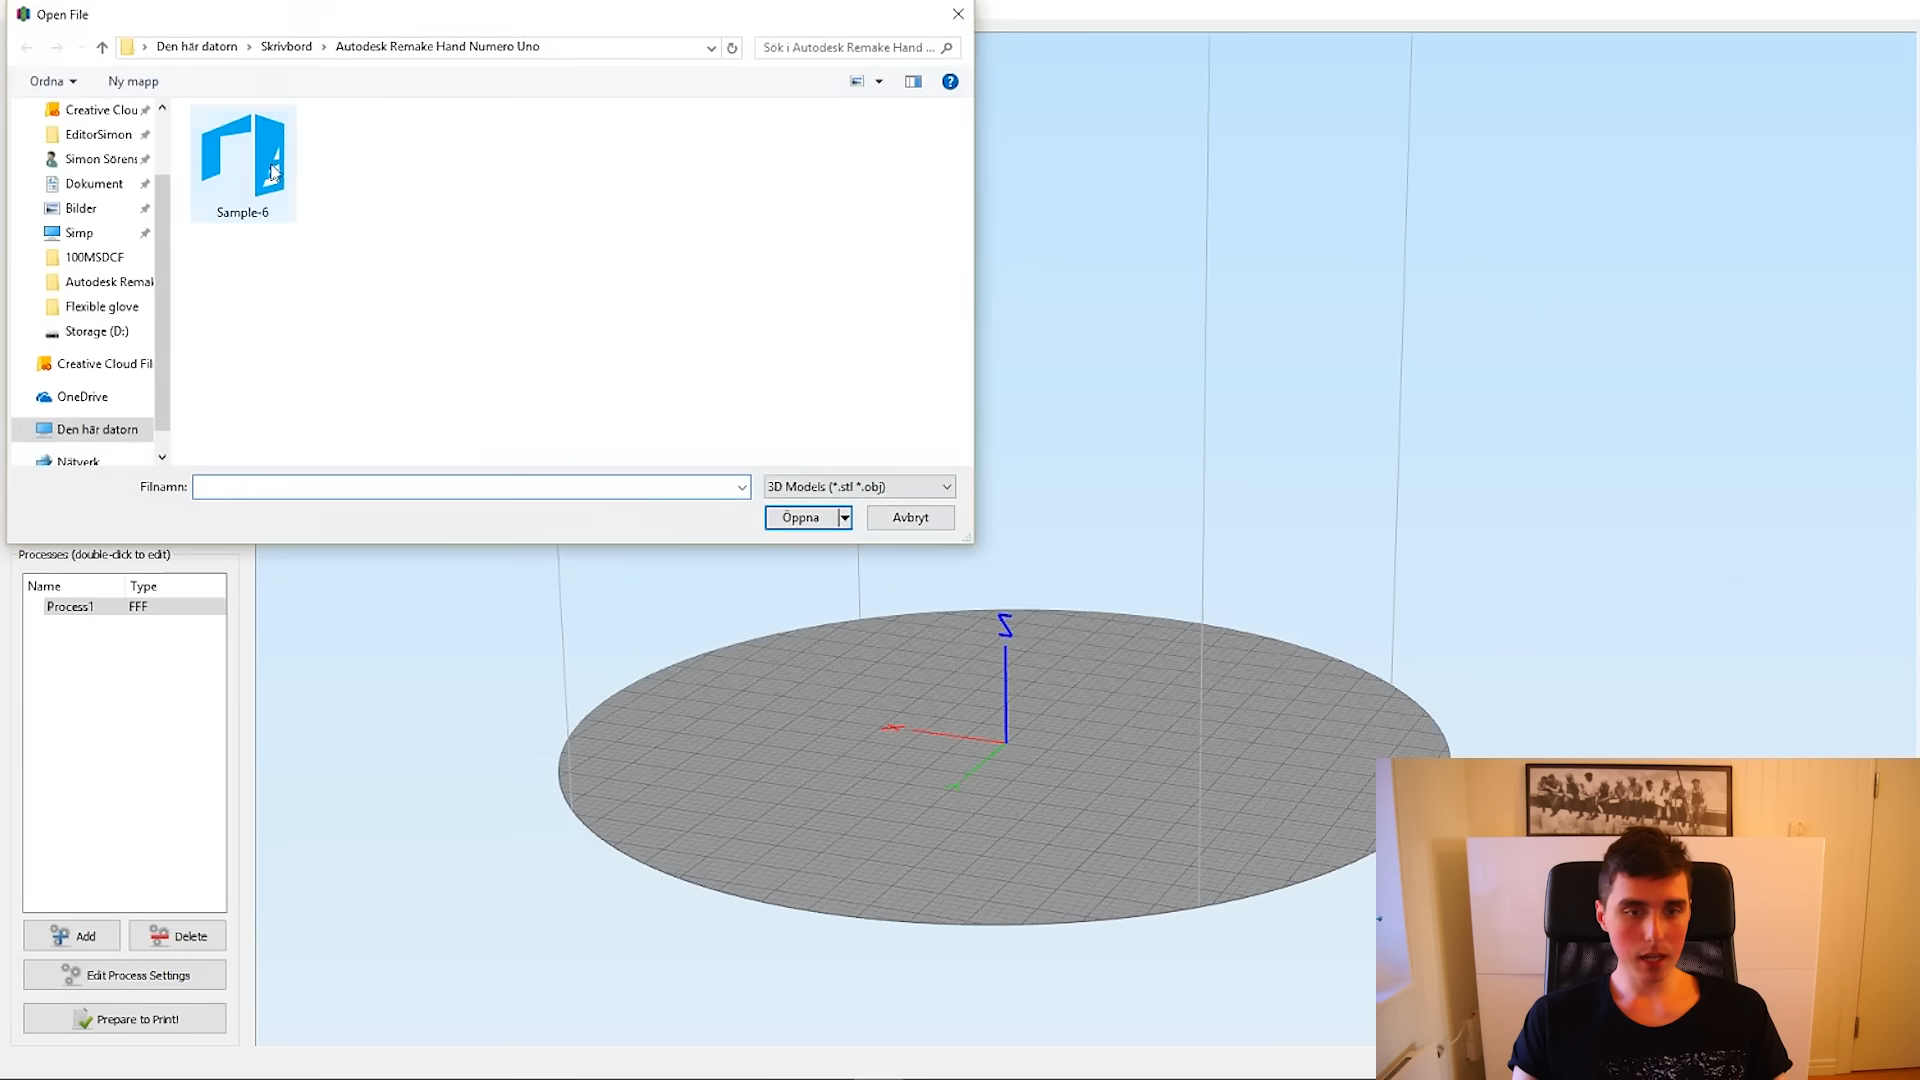 Open File
Den här datorn
Skrivbord
Autodesk Remake Hand Numero Uno
Sök i Autodesk Remake Hand ...
Ordna
Ny mapp
Creative Clou
EditorSimon
Simon Sörens
Dokument
Bilder
Simp
100MSDCF
Autodesk Remak
Flexible glove
Storage (D:)
Creative Cloud Fil
OneDrive
Den här datorn
Nätverk
Sample-6
Filnamn:
3D Models (*.stl *.obj)
Öppna
Avbryt
Processes (double-click to edit)
Name
Type
Process1
FFF
Add
Delete
Edit Process Settings
Prepare to Print!
Z
X